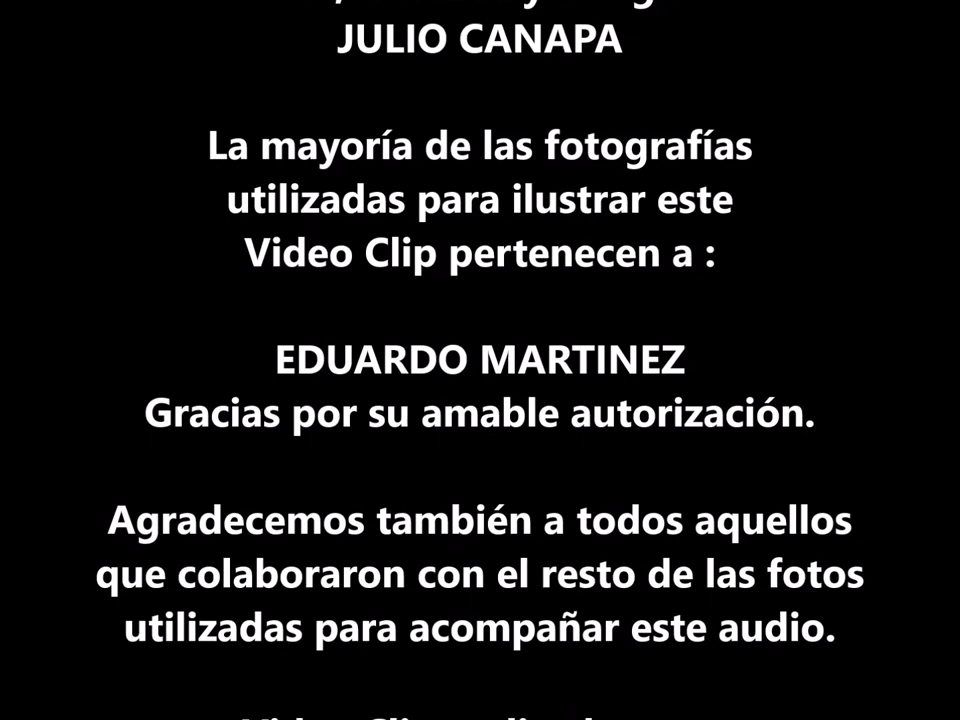 JULIO CANAPA
La mayoría de las fotografías
utilizadas para ilustrar este
Video Clip pertenecen a :
EDUARDO MARTINEZ
Gracias por su amable autorización.
Agradecemos también a todos aquellos
que colaboraron con el resto de las fotos
utilizadas para acompañar este audio.